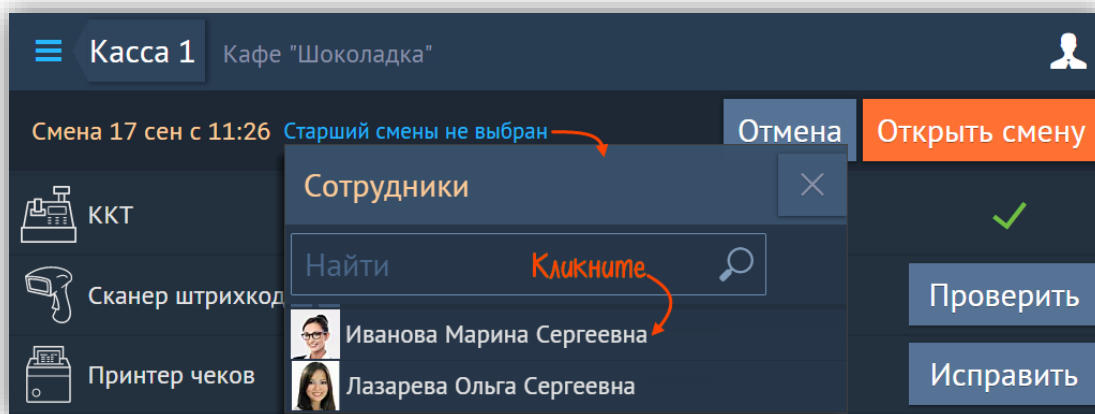 Касса 1 Кафе "Шоколадка"
Смена 17 сен с 11:26 Старший смены не выбран Отмена Открыть смену
Сотрудники
ККТ
Найти Кликните
Сканер штрихкод Проверить
Иванова Марина Сергеевна
Принтер чеков Исправить
Лазарева Ольга Сергеевна